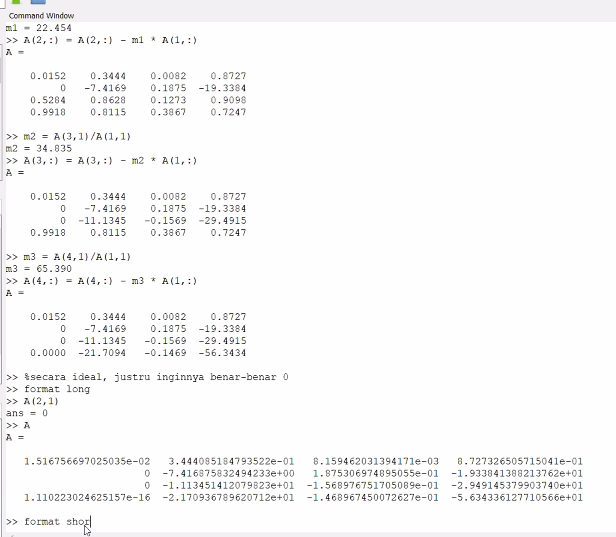 Command Window
m1 = 22.454
>> A(2,:) = A(2,:) - m1 * A(1,:)
A =
0.0152 0.3444 0.0082 0.8727
0 -7.4169 0.1875 -19.3384
0.5284 0.8628 0.1273 0.9098
0.9918 0.8115 0.3867 0.7247
>> m2 = A(3,1)/A(1,1)
m2 = 34.835
>> A(3,:) = A(3,:) - m2 * A(1,:)
A =
0.0152 0.3444 0.0082 0.8727
0 -7.4169 0.1875 -19.3384
0 -11.1345 -0.1569 -29.4915
0.9918 0.8115 0.3867 0.7247
>> m3 = A(4,1)/A(1,1)
m3 = 65.390
>> A(4,:) = A(4,:) - m3 * A(1,:)
A =
0.0152 0.3444 0.0082 0.8727
0 -7.4169 0.1875 -19.3384
0 -11.1345 -0.1569 -29.4915
0.0000 -21.7094 -0.1469 -56.3434
>> %secara ideal, justru inginnya benar-benar 0
>> format long
>> A(2,1)
ans = 0
>> A
A =
1.516756697025035e-02 3.444085184793522e-01 8.159462031394171e-03 8.727326505715041e-01
0 -7.416875832494233e+00 1.875306974895055e-01 -1.933841388213762e+01
0 -1.113451412079823e+01 -1.568976751705089e-01 -2.949145379903740e+01
1.110223024625157e-16 -2.170936789620712e+01 -1.468967450072627e-01 -5.634336127710566e+01
>> format shor